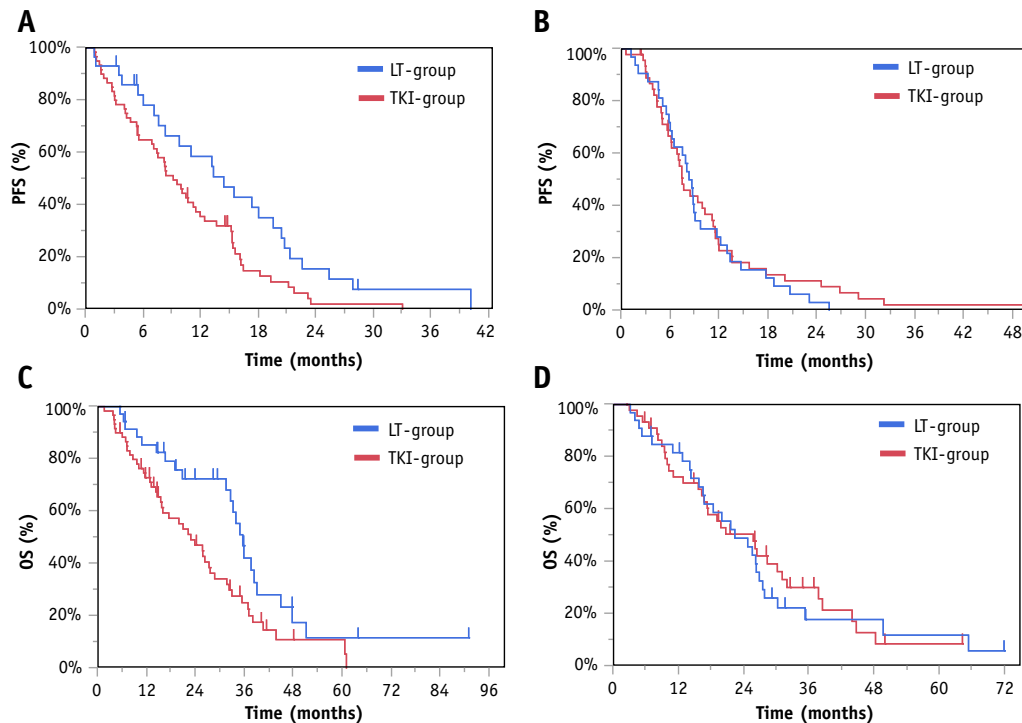 A
PFS (%)
100%
80%
60%
40%
20%
0%
LT-group
TKI-group
0 6 12 18 24 30 36 42
Time (months)
B
PFS (%)
100%
80%
60%
40%
20%
0%
LT-group
TKI-group
0 6 12 18 24 30 36 42 48
Time (months)
C
OS (%)
100%
80%
60%
40%
20%
0%
LT-group
TKI-group
0 12 24 36 48 60 72 84 96
Time (months)
D
OS (%)
100%
80%
60%
40%
20%
0%
LT-group
TKI-group
0 12 24 36 48 60 72
Time (months)